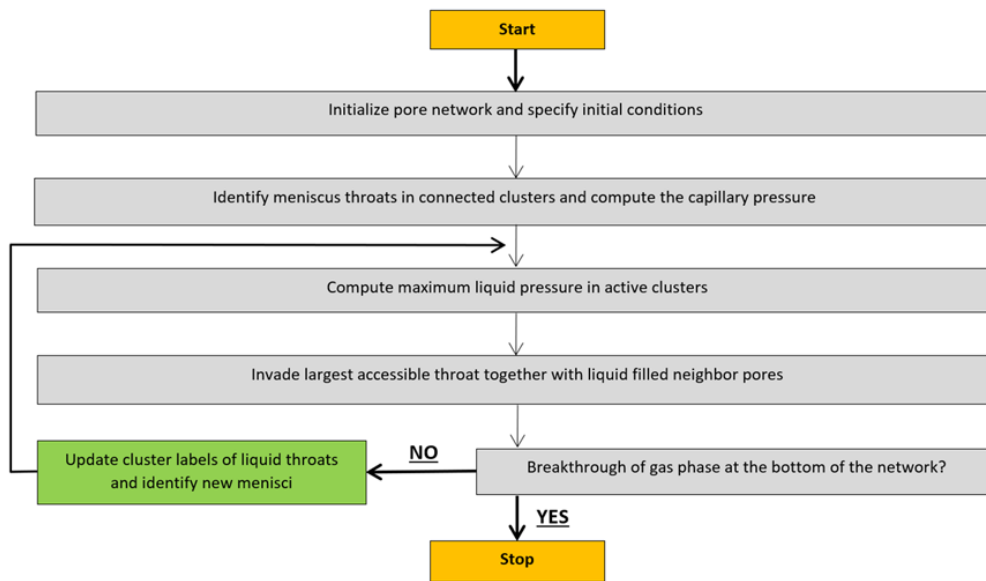 Start
Initialize pore network and specify initial conditions
Identify meniscus throats in connected clusters and compute the capillary pressure
Compute maximum liquid pressure in active clusters
Invade largest accessible throat together with liquid filled neighbor pores
Update cluster labels of liquid throats
and identify new menisci
NO
Breakthrough of gas phase at the bottom of the network?
YES
Stop